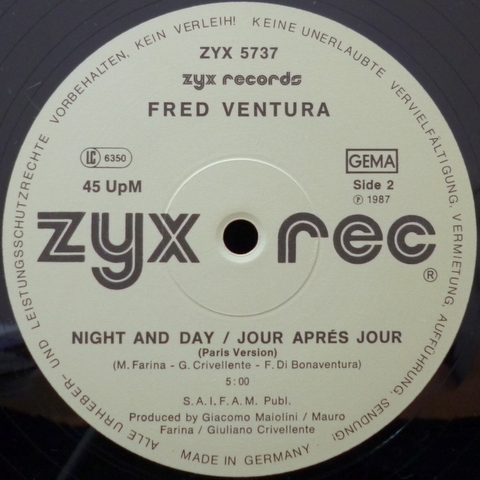 ALLE URHEBER- UND LEISTUNGSSCHUTZRECHTE VORBEHALTEN. KEIN VERLEIH! KEINE UNERLAUBTE VERVIELFÄLTIGUNG, VERMIETUNG, AUFFÜHRUNG, SENDUNG!
ZYX 5737
zyx records
FRED VENTURA
LC 6350
GEMA
45 UpM
Side 2
Ⓟ 1987
zyx rec
®
NIGHT AND DAY / JOUR APRÉS JOUR
(Paris Version)
(M. Farina - G. Crivellente - F. Di Bonaventura)
5:00
S.A.I.F.A.M. Publ.
Produced by Giacomo Maiolini / Mauro
Farina / Giuliano Crivellente
MADE IN GERMANY